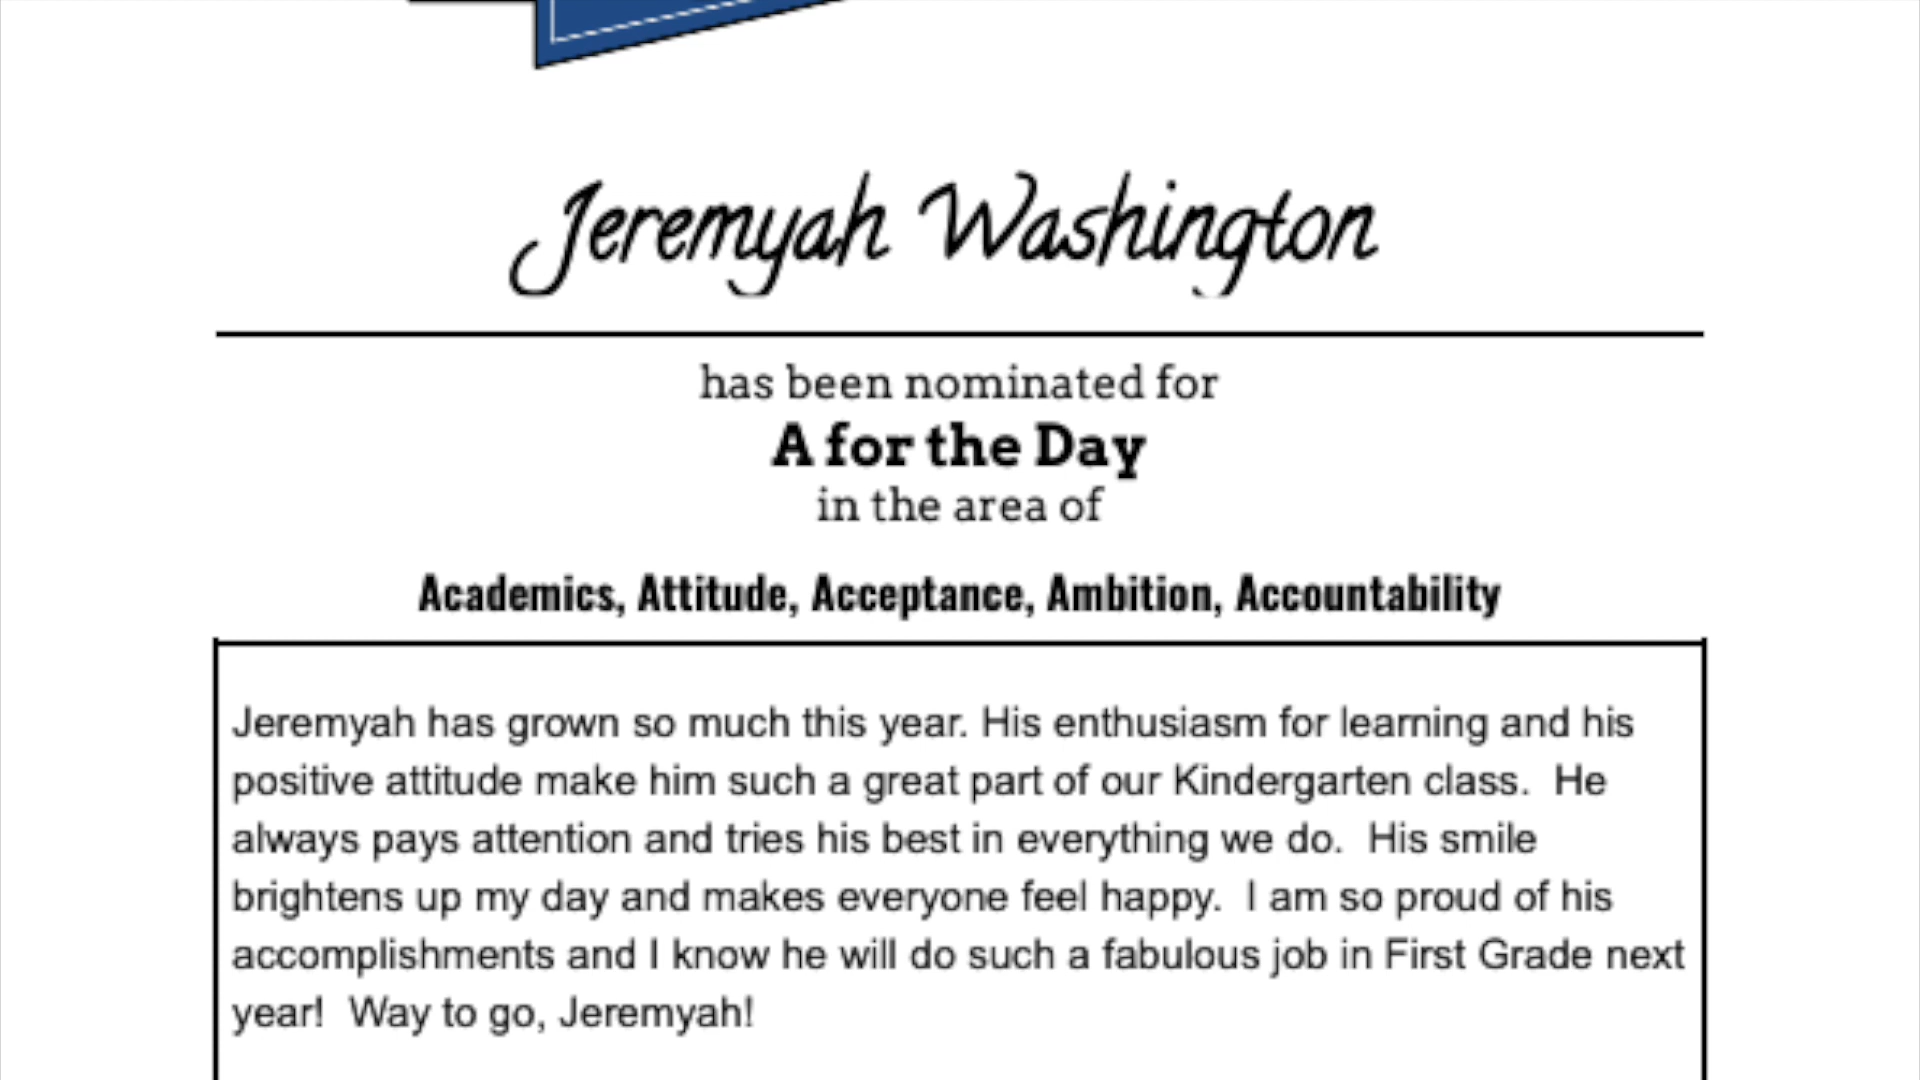 Jeremyah Washington
has been nominated for
A for the Day
in the area of
Academics, Attitude, Acceptance, Ambition, Accountability
Jeremyah has grown so much this year. His enthusiasm for learning and his
positive attitude make him such a great part of our Kindergarten class.  He
always pays attention and tries his best in everything we do.  His smile
brightens up my day and makes everyone feel happy.  I am so proud of his
accomplishments and I know he will do such a fabulous job in First Grade next
year!  Way to go, Jeremyah!